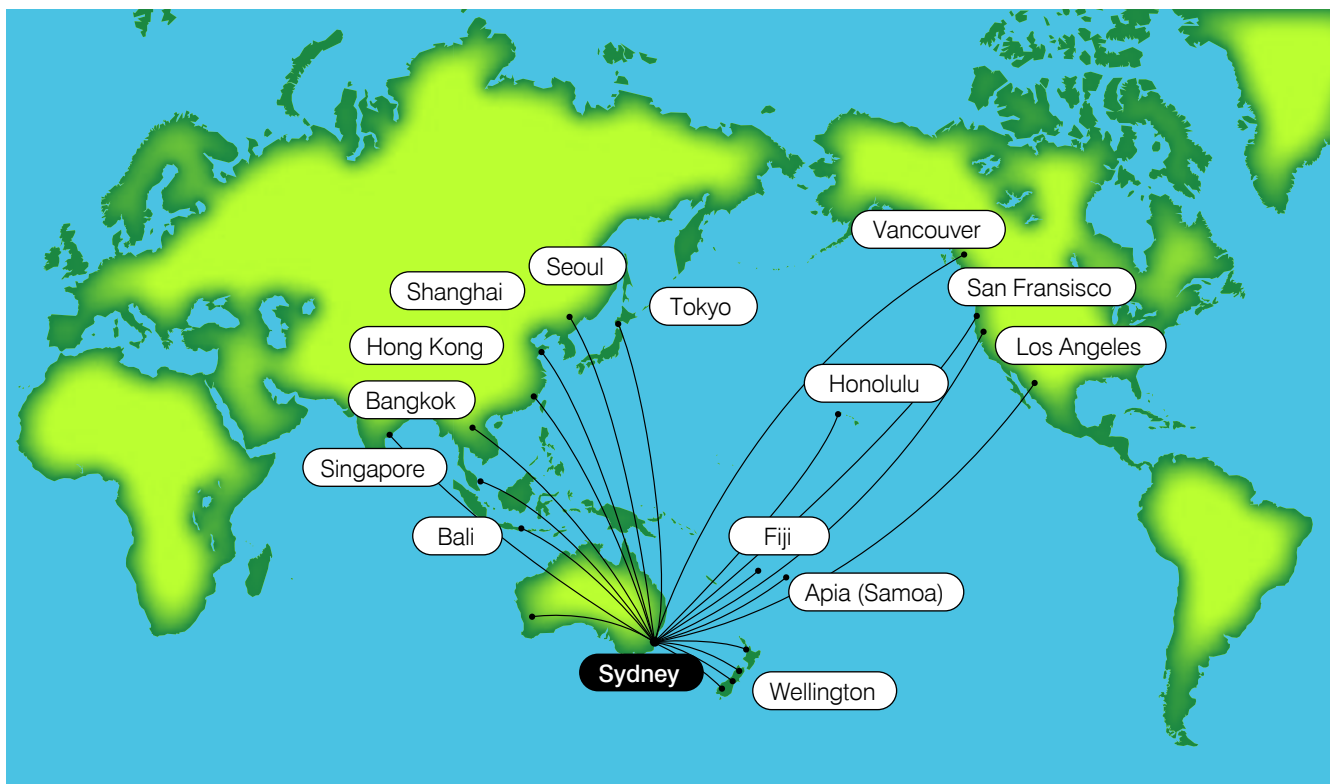 Vancouver
Seoul
Shanghai
San Fransisco
Tokyo
Hong Kong
Los Angeles
Honolulu
Bangkok
Singapore
Bali
Fiji
Apia (Samoa)
Sydney
Wellington